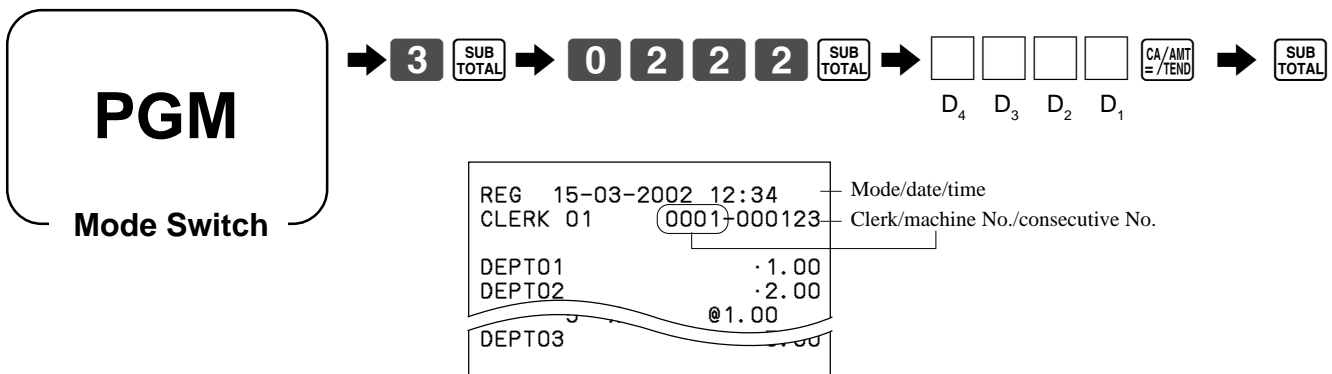 PGM
Mode Switch
3 SUB TOTAL 0 2 2 2 SUB TOTAL CA/AMT = /TEND SUB TOTAL
D4 D3 D2 D1
REG 15-03-2002 12:34 Mode/date/time
CLERK 01 0001-000123 Clerk/machine No./consecutive No.
DEPT01 ·1.00
DEPT02 ·2.00
@1.00
DEPT03